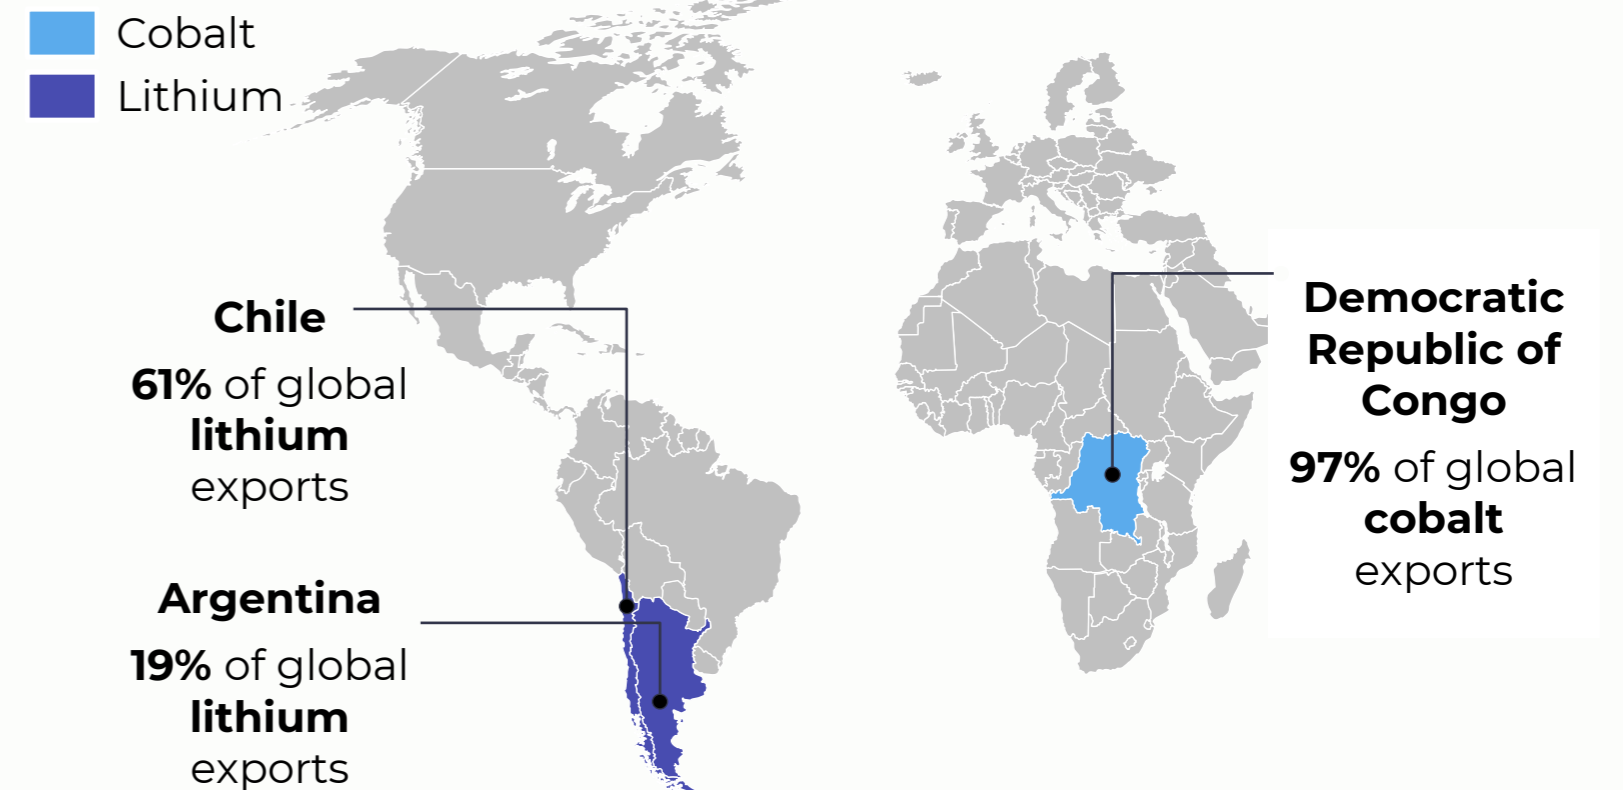 Cobalt
Lithium
Chile
61% of global
lithium
exports
Argentina
19% of global
lithium
exports
Democratic
Republic of
Congo
97% of global
cobalt
exports